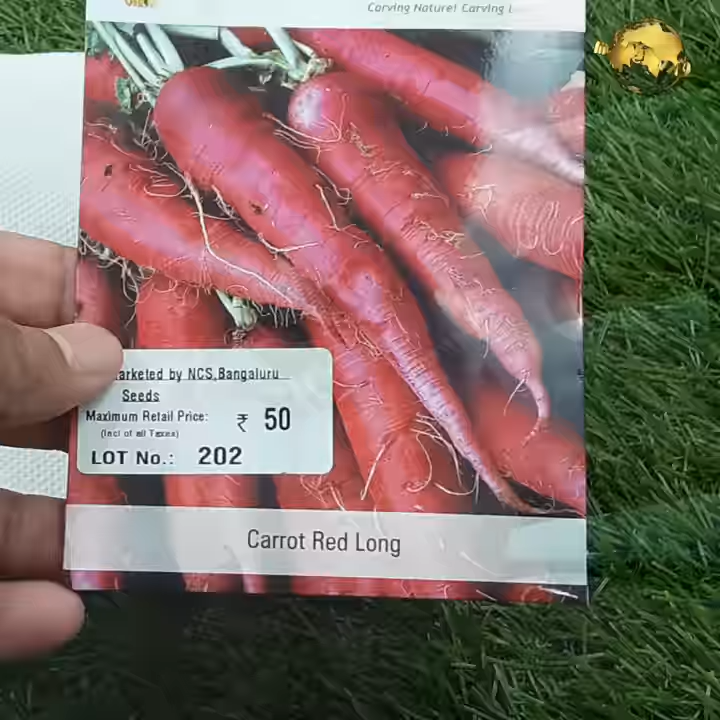 Carving Nature! Carving
arketed by NCS,Bangaluru
Seeds
Maximum Retail Price: ₹ 50
(Incl of all Taxes)
LOT No.: 202
Carrot Red Long